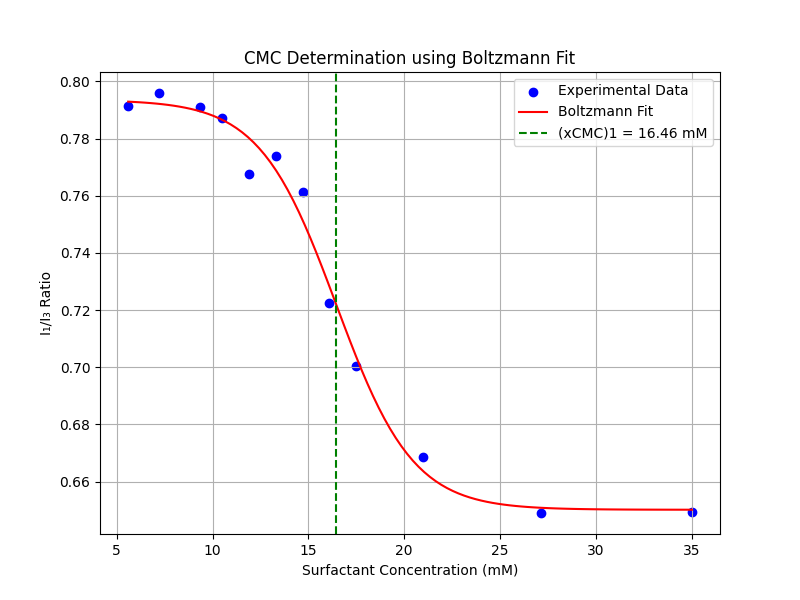 CMC Determination using Boltzmann Fit
Experimental Data
Boltzmann Fit
(xCMC)1 = 16.46 mM
I₁/I₃ Ratio
0.80
0.78
0.76
0.74
0.72
0.70
0.68
0.66
5 10 15 20 25 30 35
Surfactant Concentration (mM)